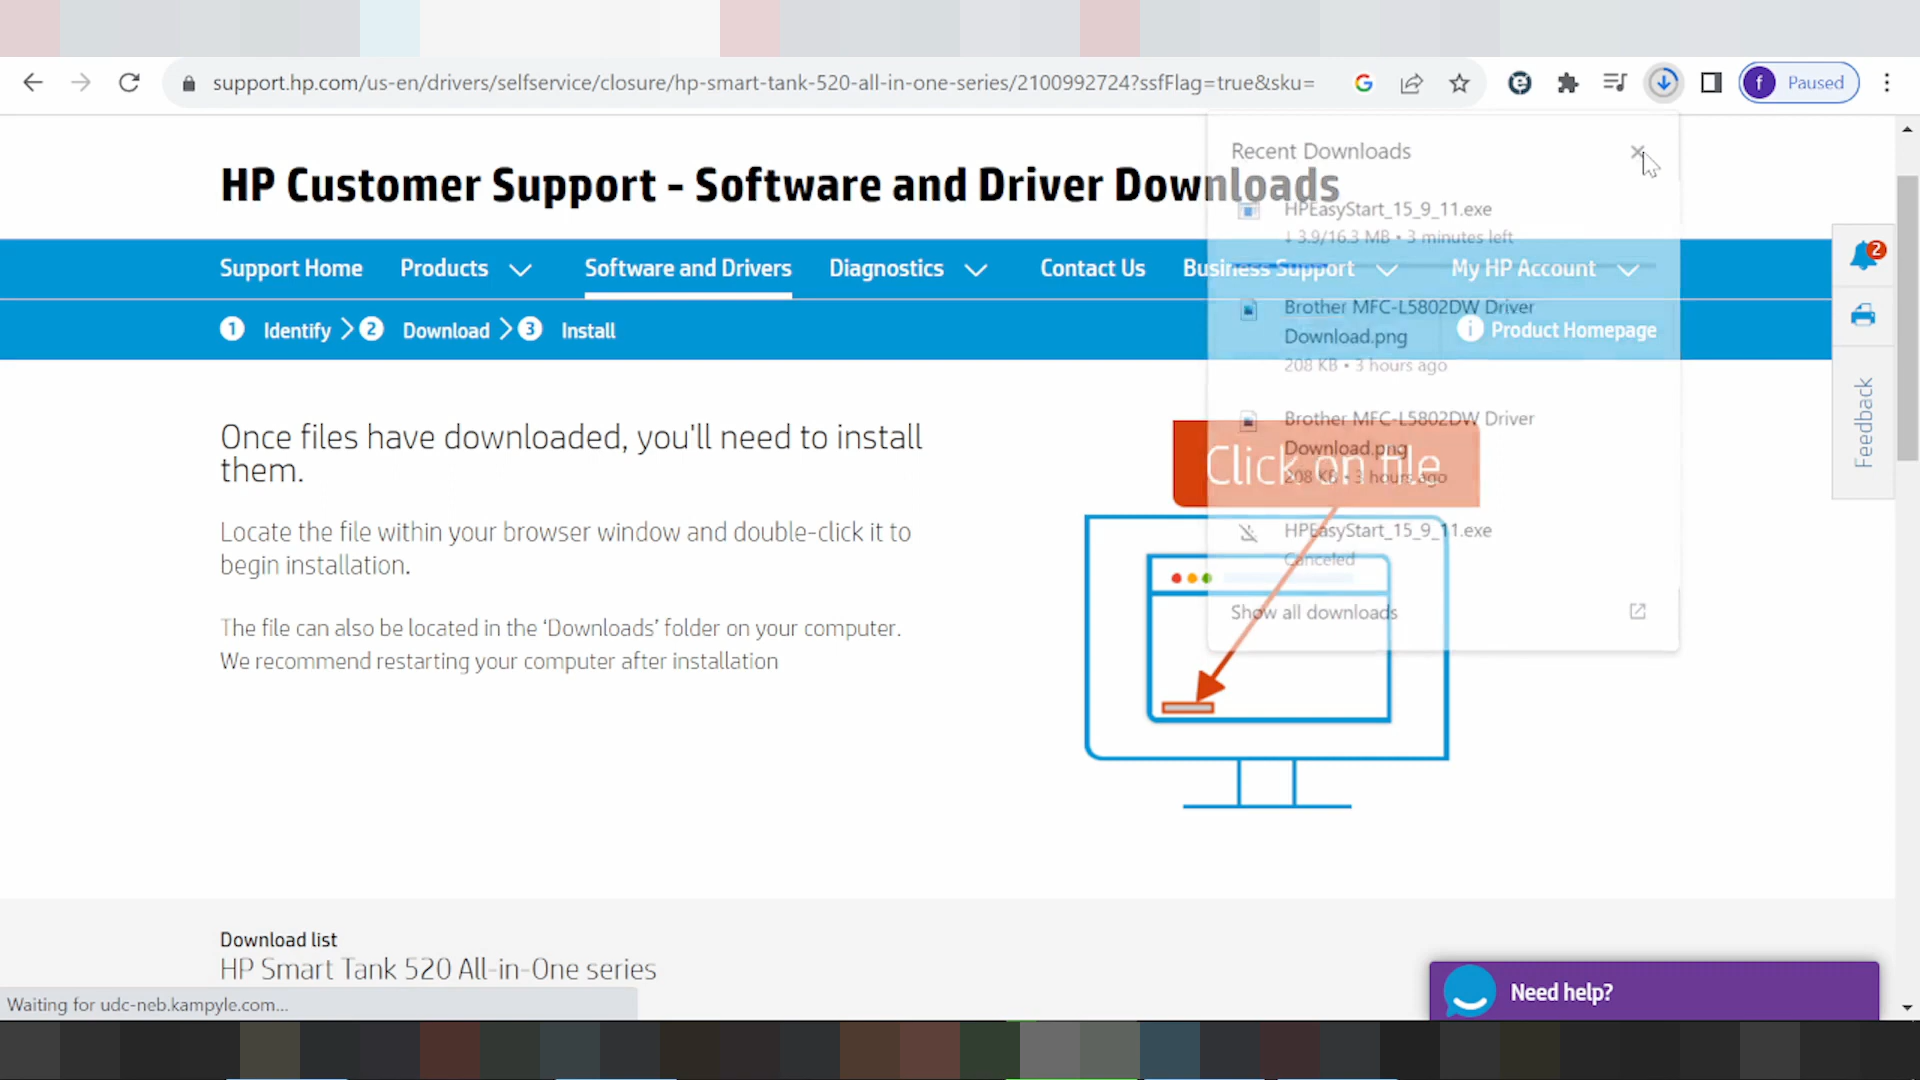 support.hp.com/us-en/drivers/selfservice/closure/hp-smart-tank-520-all-in-one-series/2100992724?ssfFlag=true&sku=
f Paused
HP Customer Support - Software and Driver Downloads
Recent Downloads
HPEasyStart_15_9_11.exe
↓ 3.9/16.3 MB • 3 minutes left
Brother MFC-L5802DW Driver
Download.png
208 KB • 3 hours ago
Brother MFC-L5802DW Driver
Download.png
208 KB • 3 hours ago
HPEasyStart_15_9_11.exe
Canceled
Show all downloads
Support Home Products Software and Drivers Diagnostics Contact Us Business Support My HP Account
1 Identify 2 Download 3 Install
i Product Homepage
2
Feedback
Once files have downloaded, you'll need to install
them.
Locate the file within your browser window and double-click it to
begin installation.
The file can also be located in the ‘Downloads’ folder on your computer.
We recommend restarting your computer after installation
Click on file
Download list
HP Smart Tank 520 All-in-One series
Waiting for udc-neb.kampyle.com...
Need help?